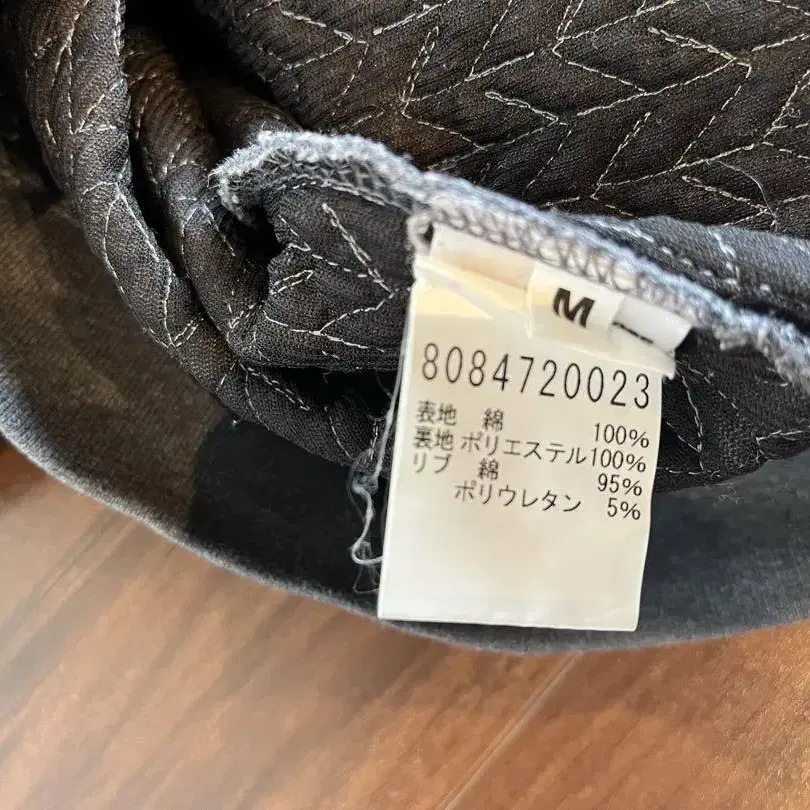 M
8084720023
表地 綿 100%
裏地 ポリエステル100%
リブ 綿 95%
ポリウレタン 5%